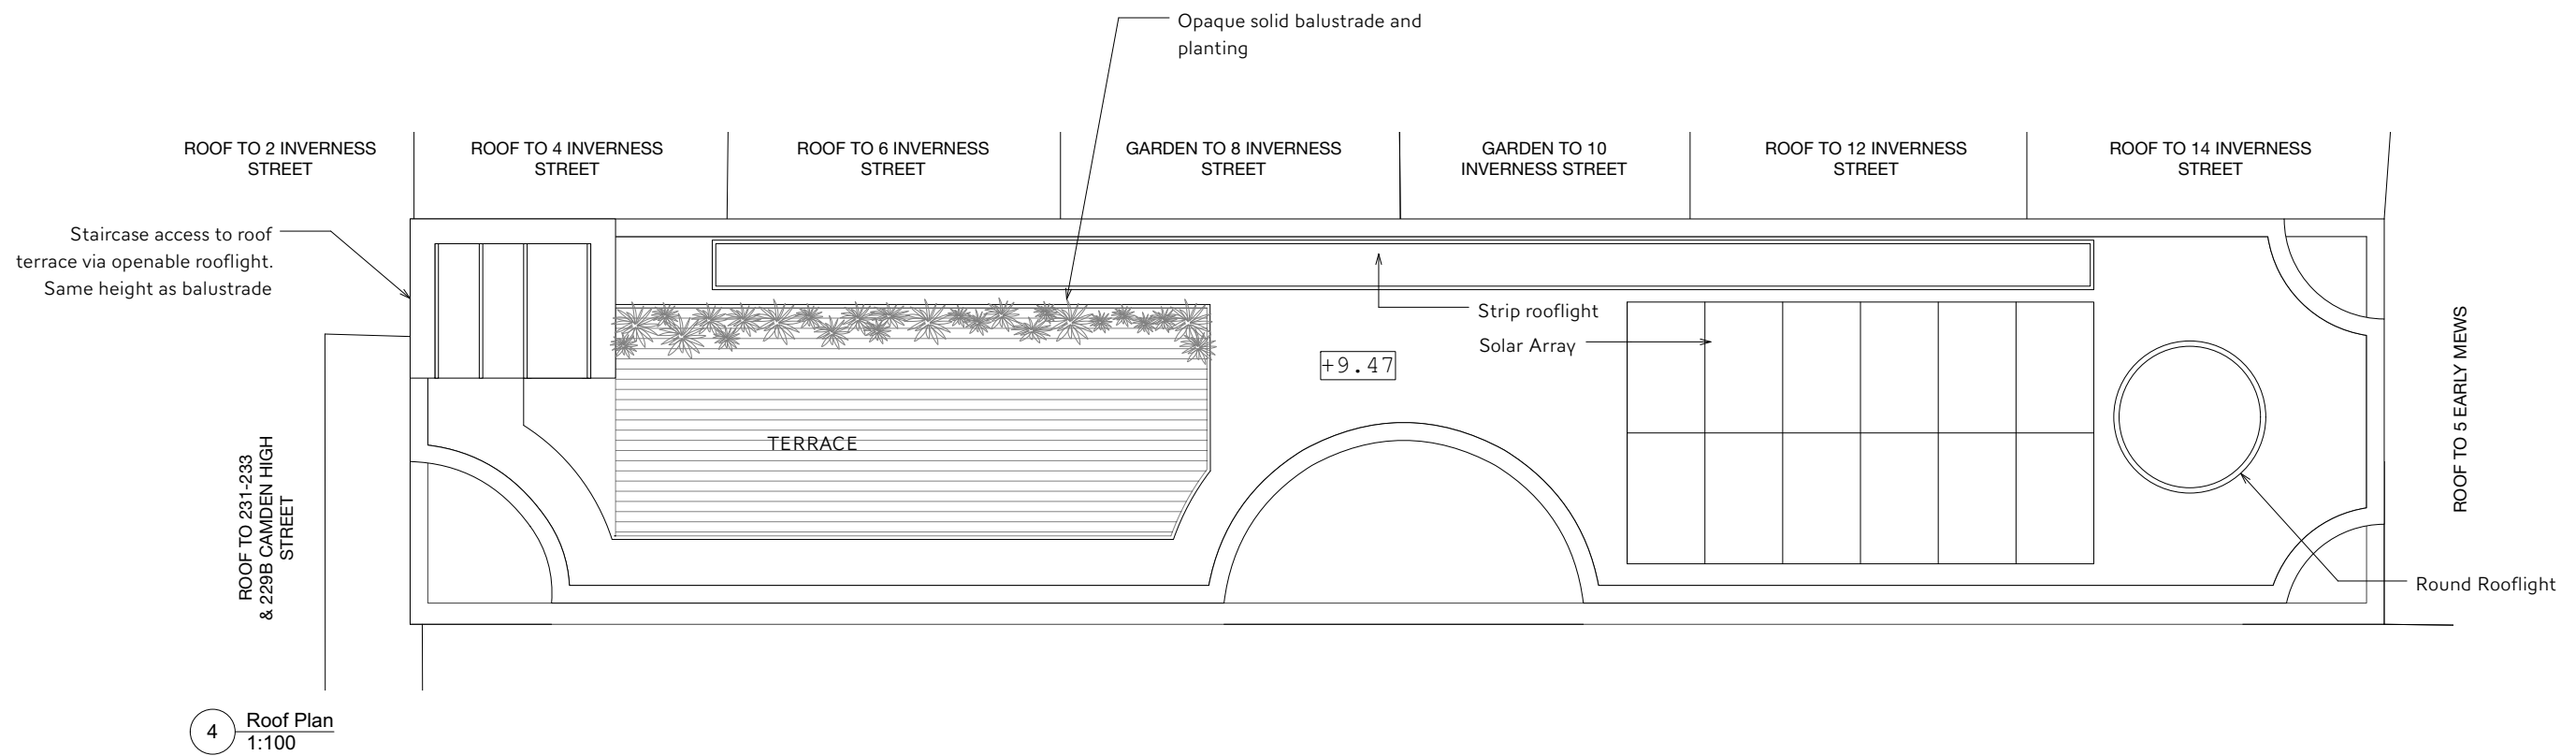 Opaque solid balustrade and
planting
ROOF TO 2 INVERNESS
STREET
ROOF TO 4 INVERNESS
STREET
ROOF TO 6 INVERNESS
STREET
GARDEN TO 8 INVERNESS
STREET
GARDEN TO 10
INVERNESS STREET
ROOF TO 12 INVERNESS
STREET
ROOF TO 14 INVERNESS
STREET
Staircase access to roof
terrace via openable rooflight.
Same height as balustrade
Strip rooflight
Solar Array
+9.47
TERRACE
ROOF TO 231-233
& 229B CAMDEN HIGH
STREET
ROOF TO 5 EARLY MEWS
Round Rooflight
4
Roof Plan
1:100